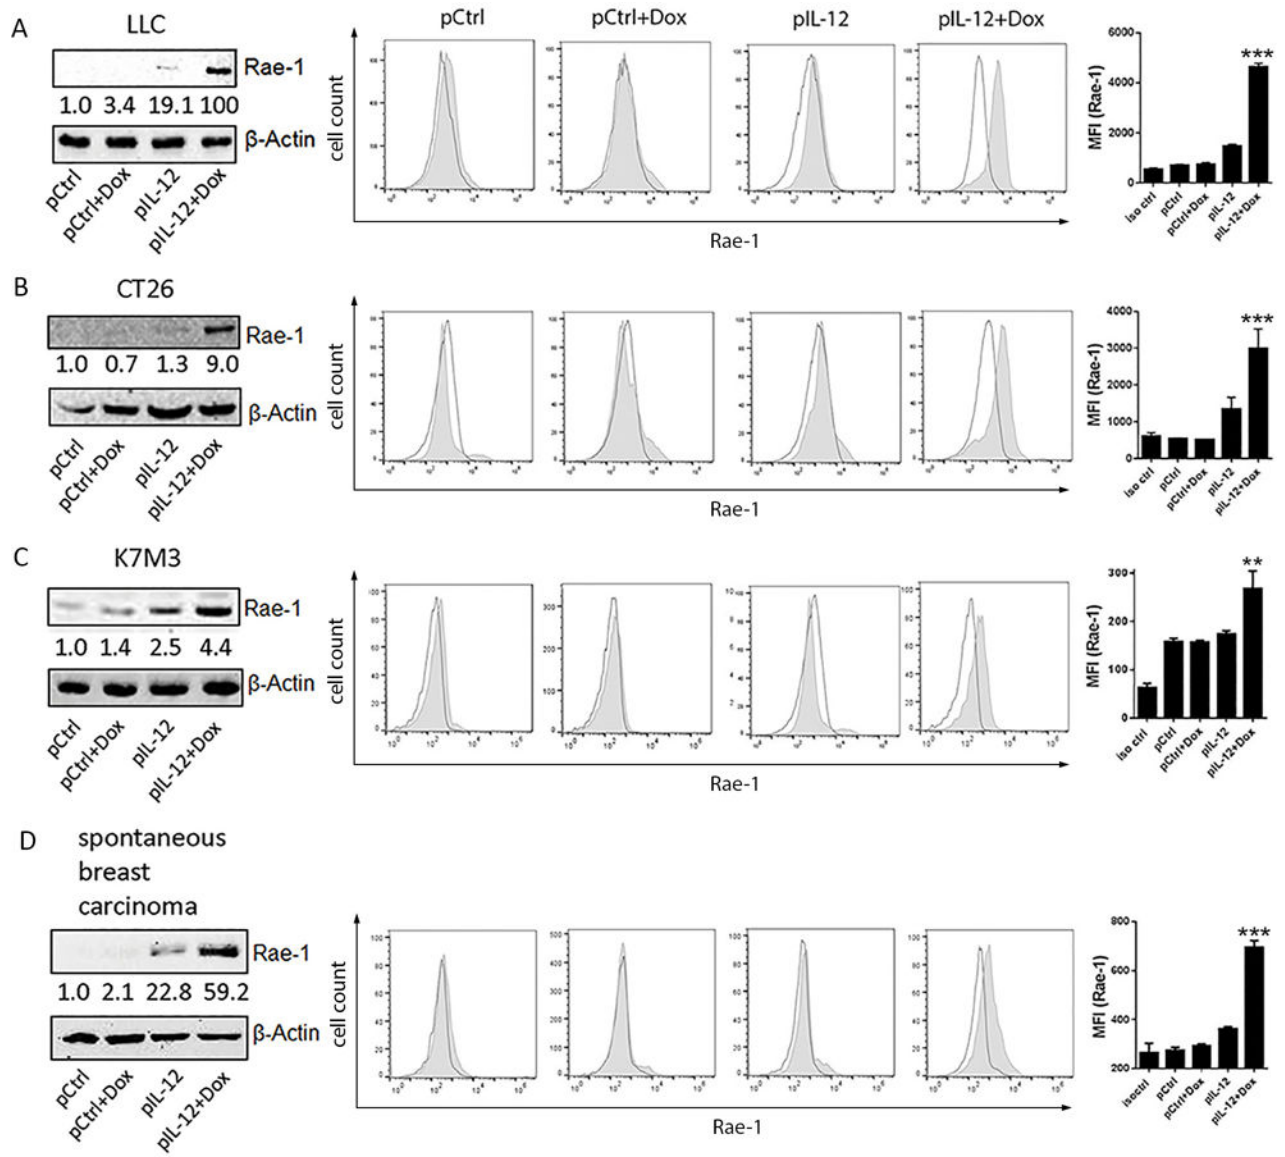 A
LLC
Rae-1
1.0 3.4 19.1 100
β-Actin
pCtrl
pCtrl+Dox
pIL-12
pIL-12+Dox
pCtrl
pCtrl+Dox
pIL-12
pIL-12+Dox
cell count
Rae-1
MFI (Rae-1)
6000
4000
2000
0
***
Iso ctrl
pCtrl
pCtrl+Dox
pIL-12
pIL-12+Dox
B
CT26
Rae-1
1.0 0.7 1.3 9.0
β-Actin
pCtrl
pCtrl+Dox
pIL-12
pIL-12+Dox
cell count
Rae-1
MFI (Rae-1)
4000
3000
2000
1000
0
***
Iso ctrl
pCtrl
pCtrl+Dox
pIL-12
pIL-12+Dox
C
K7M3
Rae-1
1.0 1.4 2.5 4.4
β-Actin
pCtrl
pCtrl+Dox
pIL-12
pIL-12+Dox
cell count
Rae-1
MFI (Rae-1)
300
200
100
0
**
Iso ctrl
pCtrl
pCtrl+Dox
pIL-12
pIL-12+Dox
D
spontaneous
breast
carcinoma
Rae-1
1.0 2.1 22.8 59.2
β-Actin
pCtrl
pCtrl+Dox
pIL-12
pIL-12+Dox
cell count
Rae-1
MFI (Rae-1)
800
600
400
200
***
iso ctrl
pCtrl
pCtrl+Dox
pIL-12
pIL-12+Dox